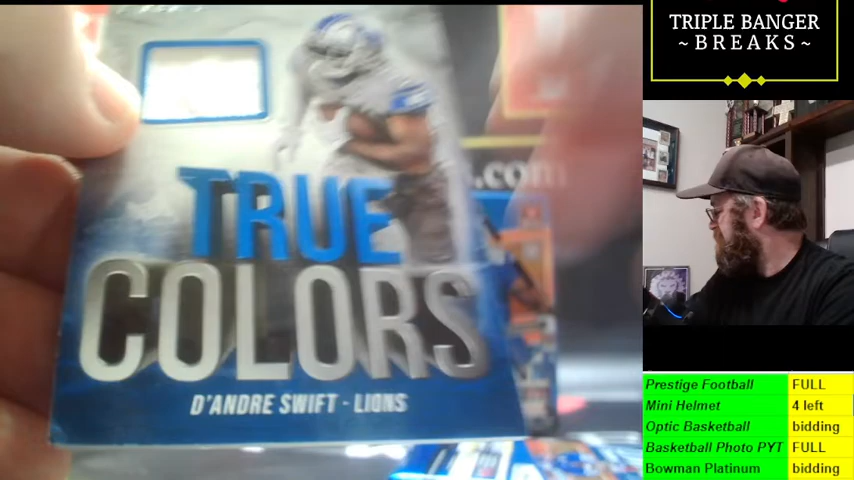 TRUE
COLORS
D'ANDRE SWIFT - LIONS
.com
TRIPLE BANGER
~ B R E A K S ~
Prestige Football FULL
Mini Helmet 4 left
Optic Basketball bidding
Basketball Photo PYT FULL
Bowman Platinum bidding